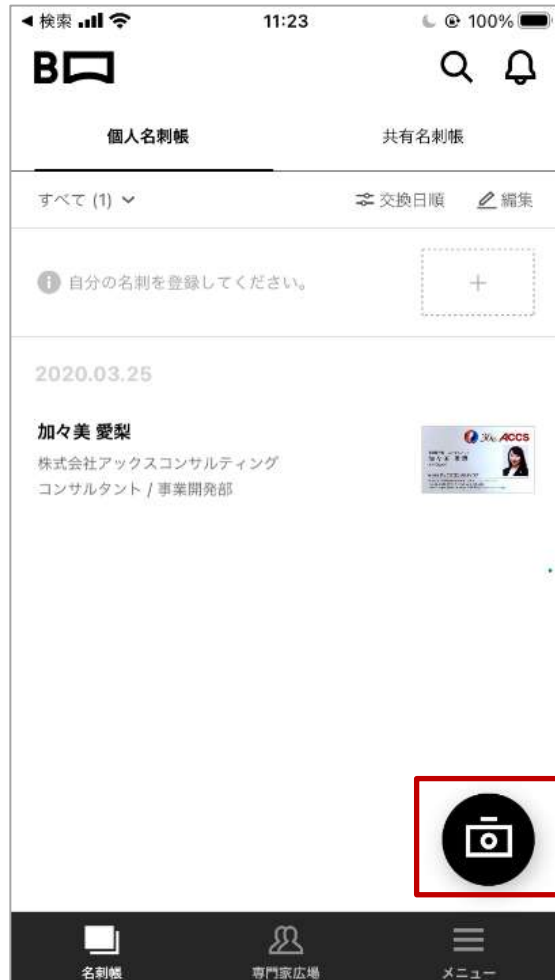 ◀検索 11:23 100%
B
個人名刺帳 共有名刺帳
すべて (1) 交換日順 編集
自分の名刺を登録してください。
2020.03.25
加々美 愛梨
株式会社アックスコンサルティング
コンサルタント / 事業開発部
ACCS
名刺帳 専門家広場 メニュー